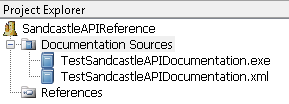 Project Explorer
SandcastleAPIReference
Documentation Sources
TestSandcastleAPIDocumentation.exe
TestSandcastleAPIDocumentation.xml
References